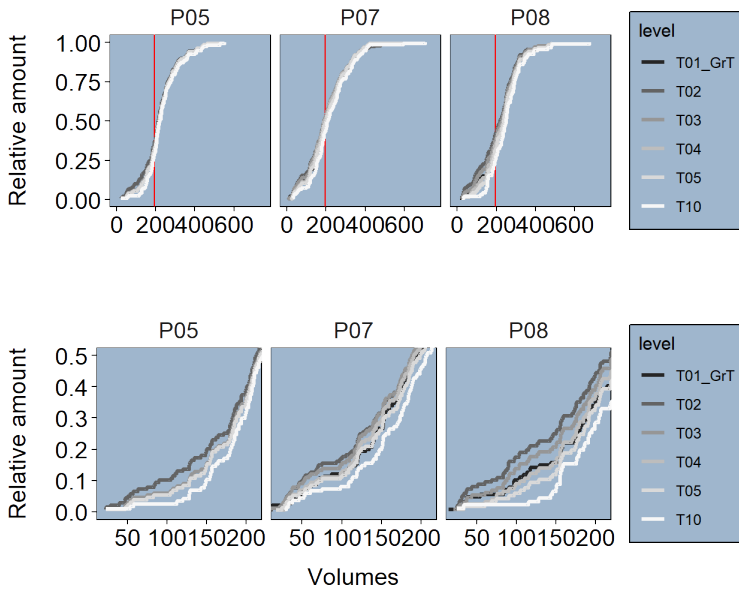 P05 P07 P08
Relative amount
1.00
0.75
0.50
0.25
0.00
0 200400600 0 200400600 0 200400600
level
T01_GrT
T02
T03
T04
T05
T10
P05 P07 P08
Relative amount
0.5
0.4
0.3
0.2
0.1
0.0
50 100150200 50 100150200 50 100150200
Volumes
level
T01_GrT
T02
T03
T04
T05
T10